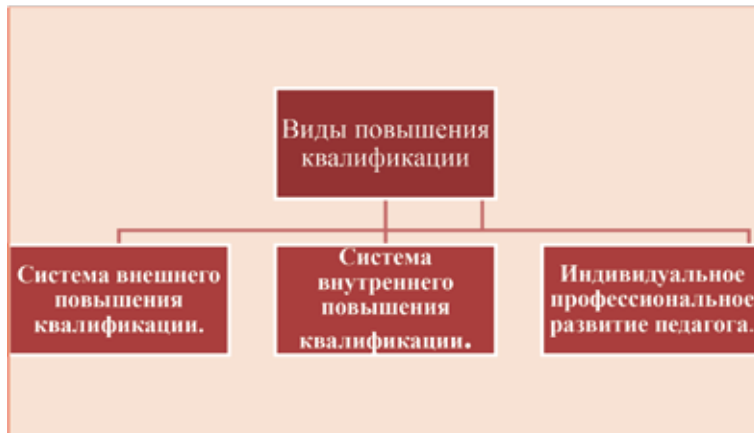 Виды повышения
квалификации
Система внешнего
повышения
квалификации.
Система
внутреннего
повышения
квалификации.
Индивидуальное
профессиональное
развитие педагога.